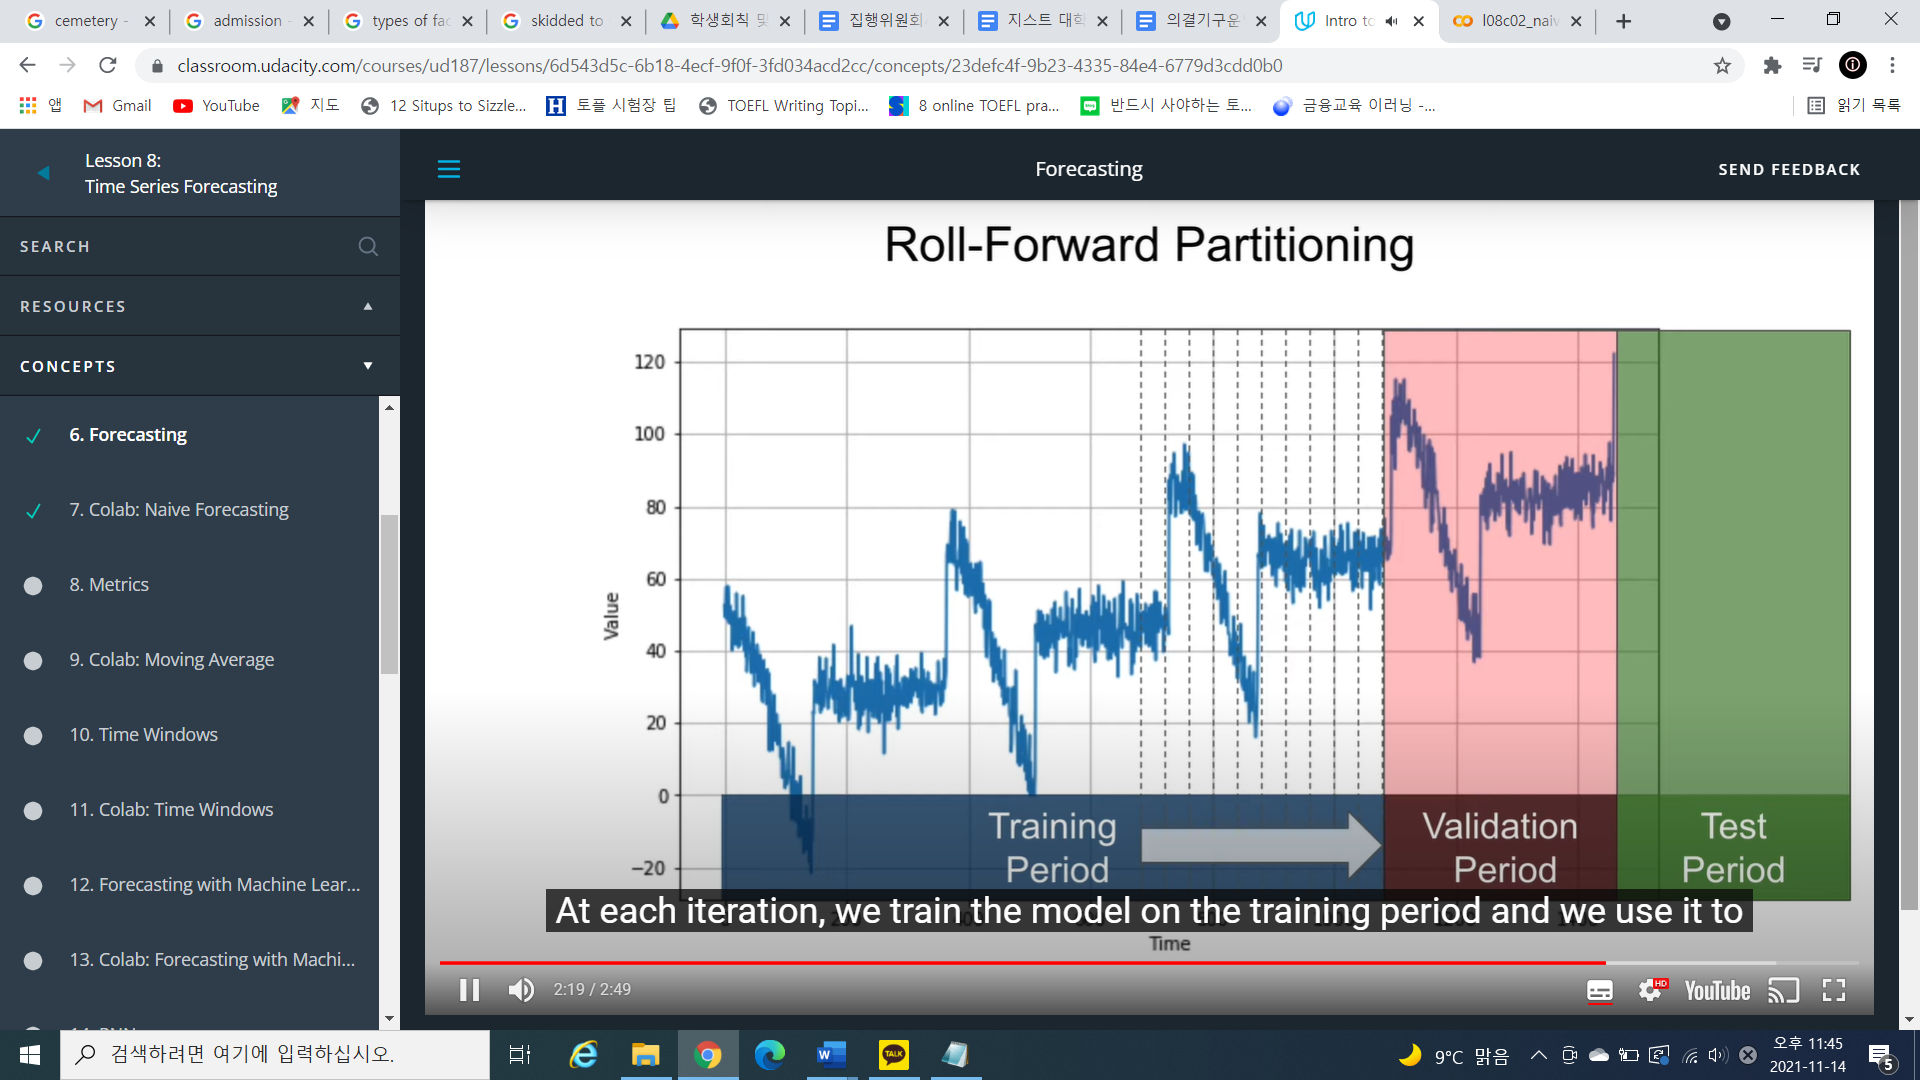 cemetery -
admission -
types of fac
skidded to
학생회칙 및
집행위원회
지스트 대학
의결기구운
Intro to
l08c02_naiv
classroom.udacity.com/courses/ud187/lessons/6d543d5c-6b18-4ecf-9f0f-3fd034acd2cc/concepts/23defc4f-9b23-4335-84e4-6779d3cdd0b0
앱
Gmail
YouTube
지도
12 Situps to Sizzle...
토플 시험장 팁
TOEFL Writing Topi...
8 online TOEFL pra...
반드시 사야하는 토...
금융교육 이러닝 -...
읽기 목록
Lesson 8:
Time Series Forecasting
SEARCH
RESOURCES
CONCEPTS
6. Forecasting
7. Colab: Naive Forecasting
8. Metrics
9. Colab: Moving Average
10. Time Windows
11. Colab: Time Windows
12. Forecasting with Machine Lear...
13. Colab: Forecasting with Machi...
Forecasting
SEND FEEDBACK
Roll-Forward Partitioning
120
100
80
60
40
20
0
−20
Value
Training
Period
Validation
Period
Test
Period
At each iteration, we train the model on the training period and we use it to
Time
2:19 / 2:49
HD
YouTube
검색하려면 여기에 입력하십시오.
TALK
9°C 맑음
오후 11:45
2021-11-14
5